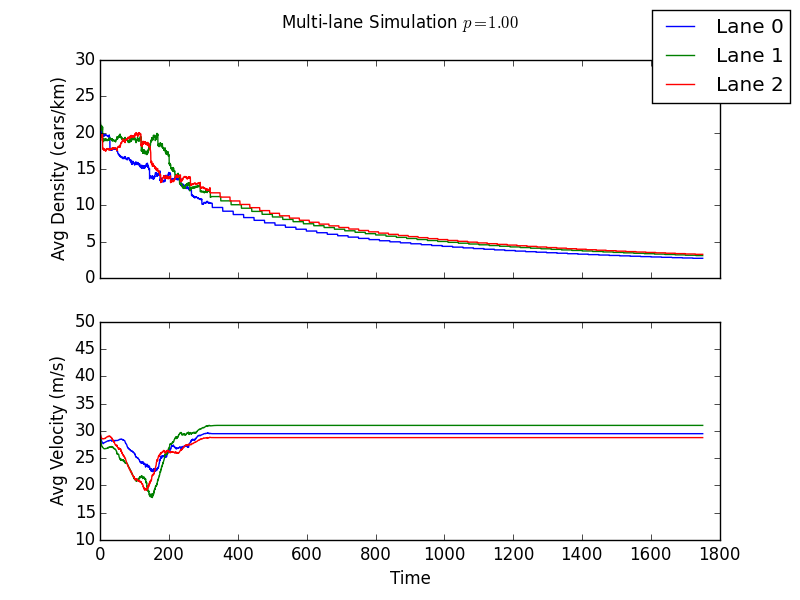 Multi-lane Simulation p=1.00
Lane 0
Lane 1
Lane 2
30
25
20
15
10
5
0
Avg Density (cars/km)
50
45
40
35
30
25
20
15
10
Avg Velocity (m/s)
0 200 400 600 800 1000 1200 1400 1600 1800
Time